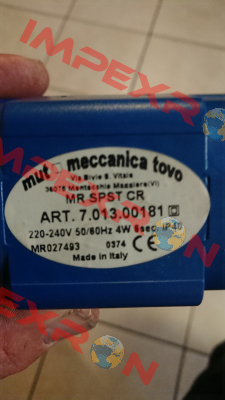 IMPEXRON
mut meccanica tovo
Via Bivio S. Vitale
36075 Montecchio Maggiore(VI)
MR SPST CR
ART. 7.013.00181
220-240V 50/60Hz 4W 6sec. IP40
MR027493 0374 CE
Made in Italy
IMPEXRON